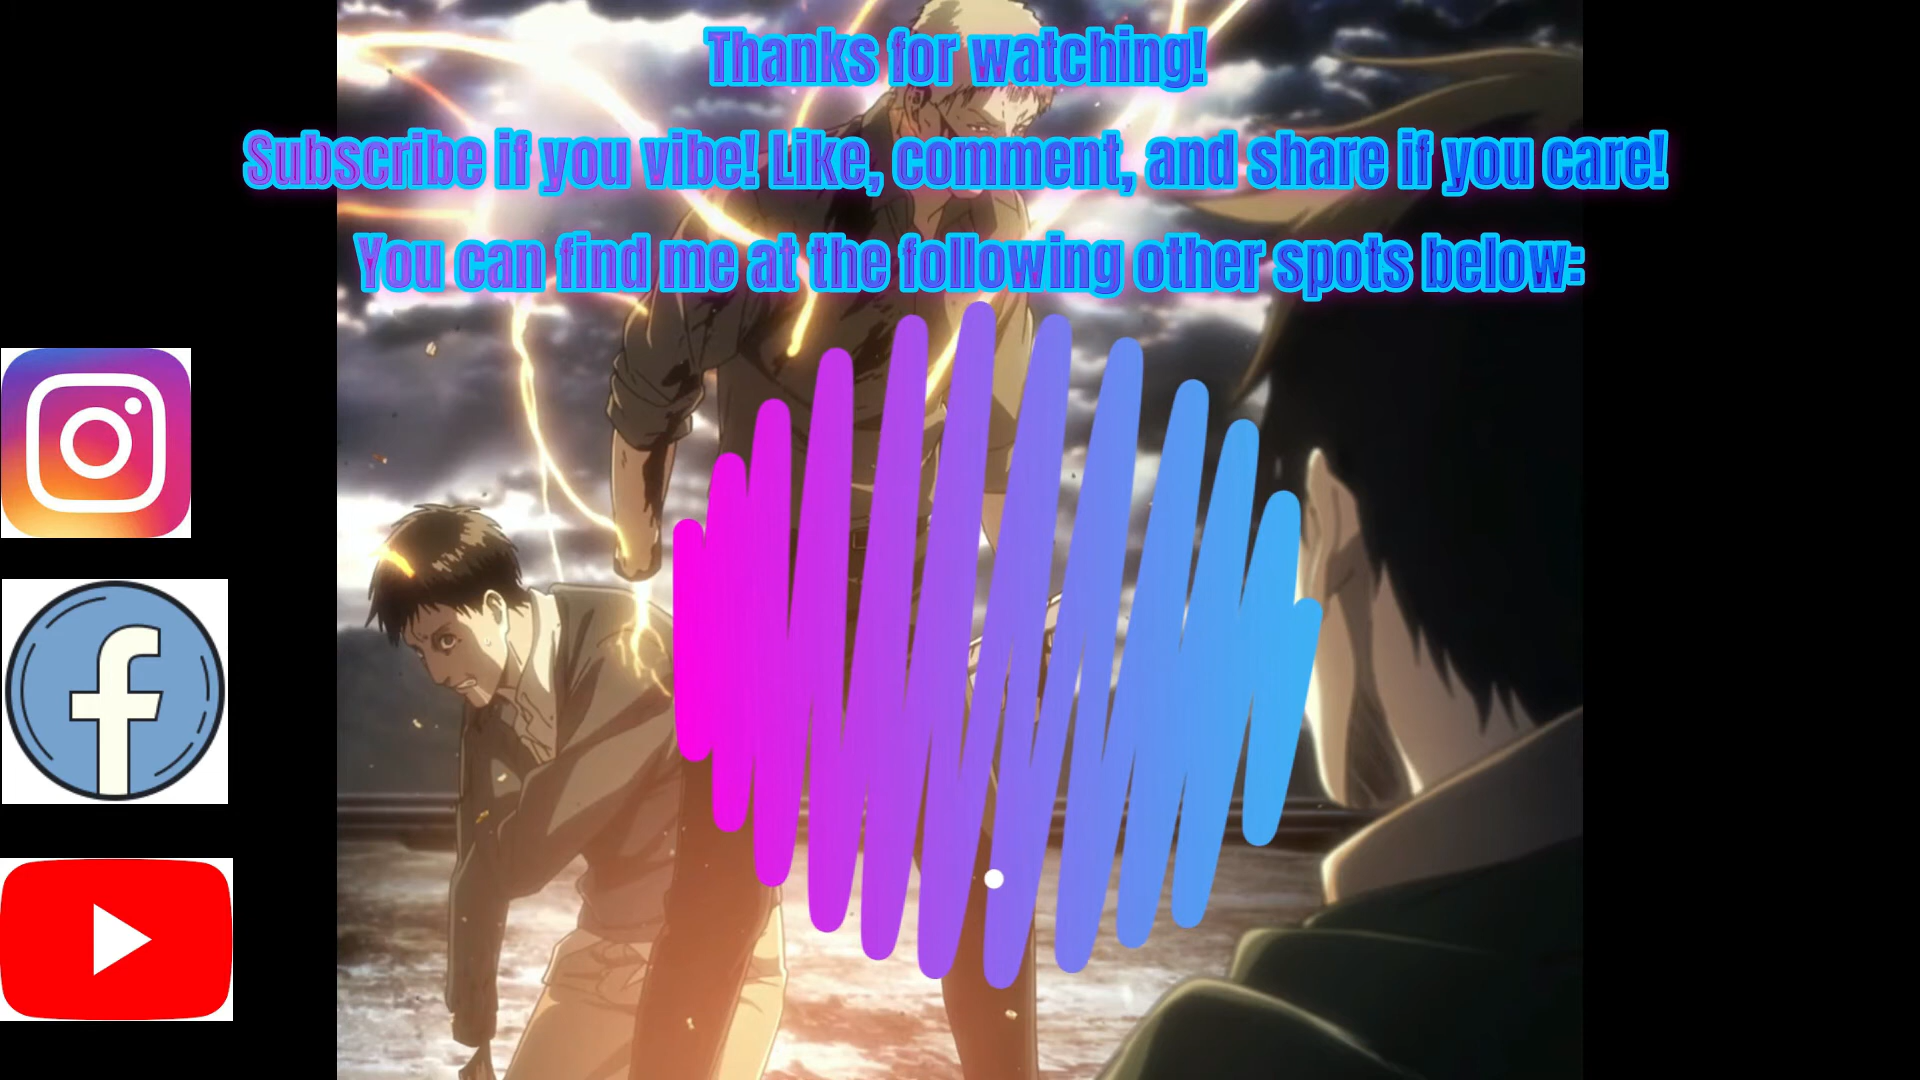 Thanks for watching!
Subscribe if you vibe! Like, comment, and share if you care!
You can find me at the following other spots below: